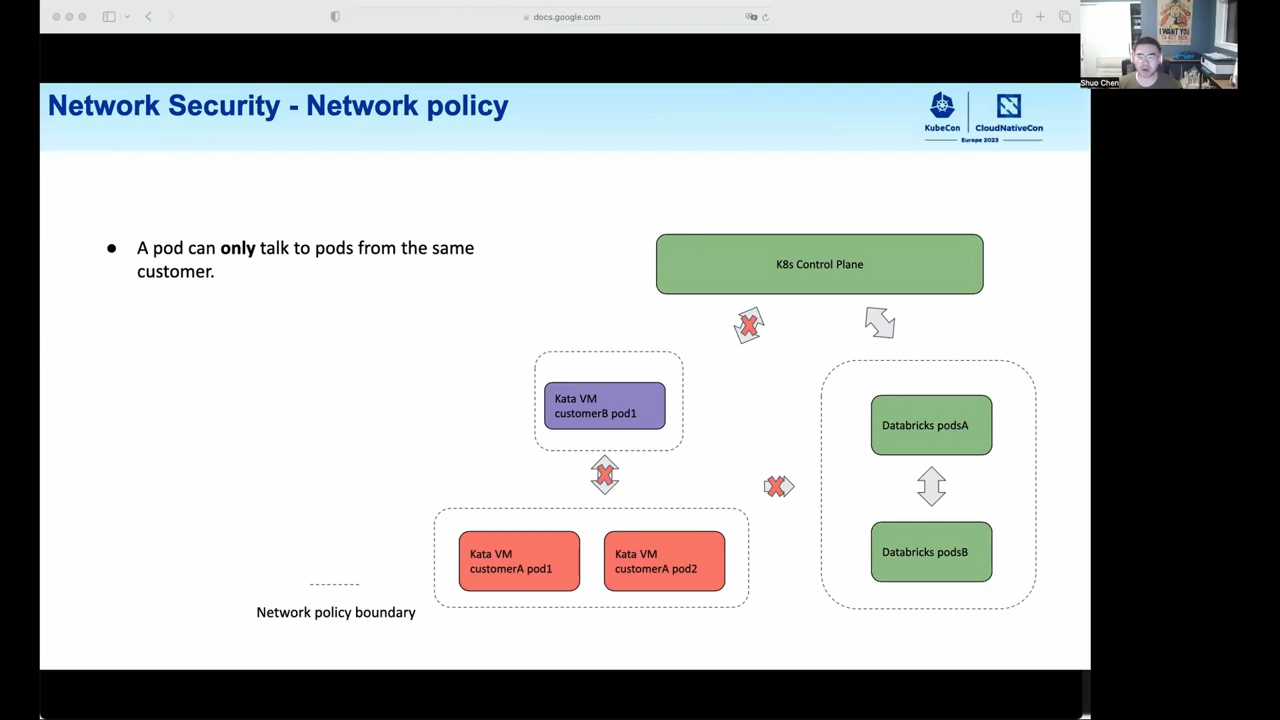 docs.google.com
I WANT YOU
Shuo Chen
Network Security - Network policy
KubeCon
CloudNativeCon
Europe 2023
● A pod can only talk to pods from the same
customer.
K8s Control Plane
Kata VM
customerB pod1
Databricks podsA
Kata VM
customerA pod1
Kata VM
customerA pod2
Databricks podsB
Network policy boundary